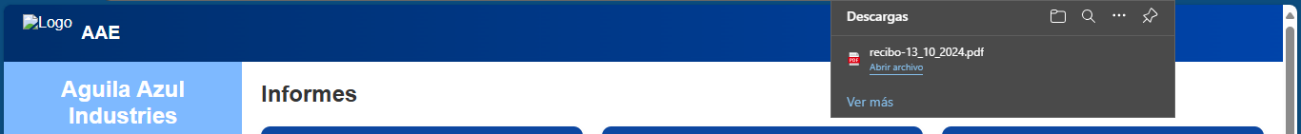 Logo
AAE
Descargas
recibo-13_10_2024.pdf
Abrir archivo
Ver más
Aguila Azul
Industries
Informes